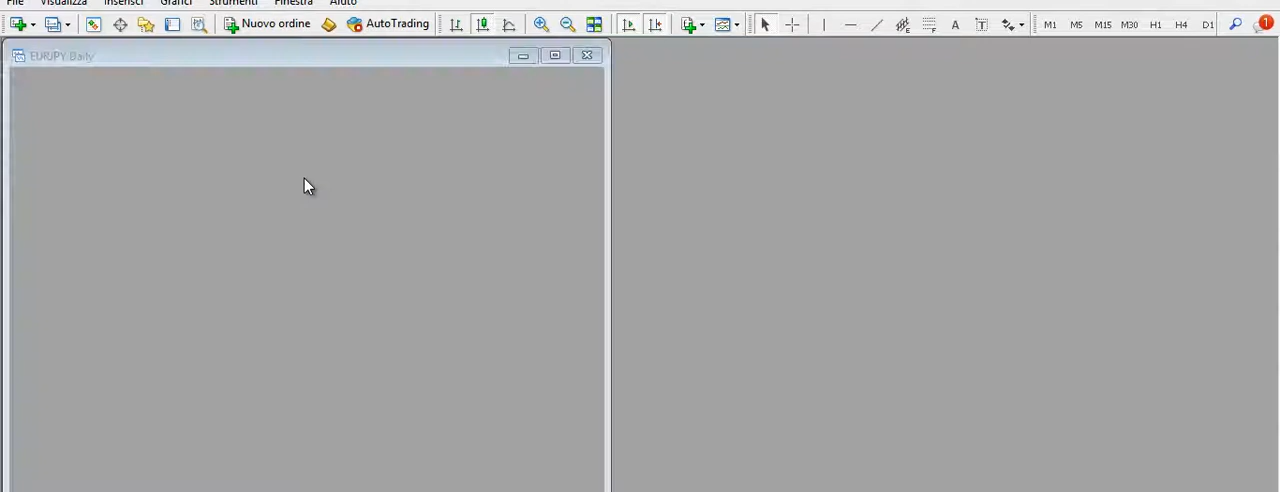 File Visualizza Inserisci Grafici Strumenti Finestra Aiuto
Nuovo ordine AutoTrading A T M1 M5 M15 M30 H1 H4 D1 1
EURJPY Daily